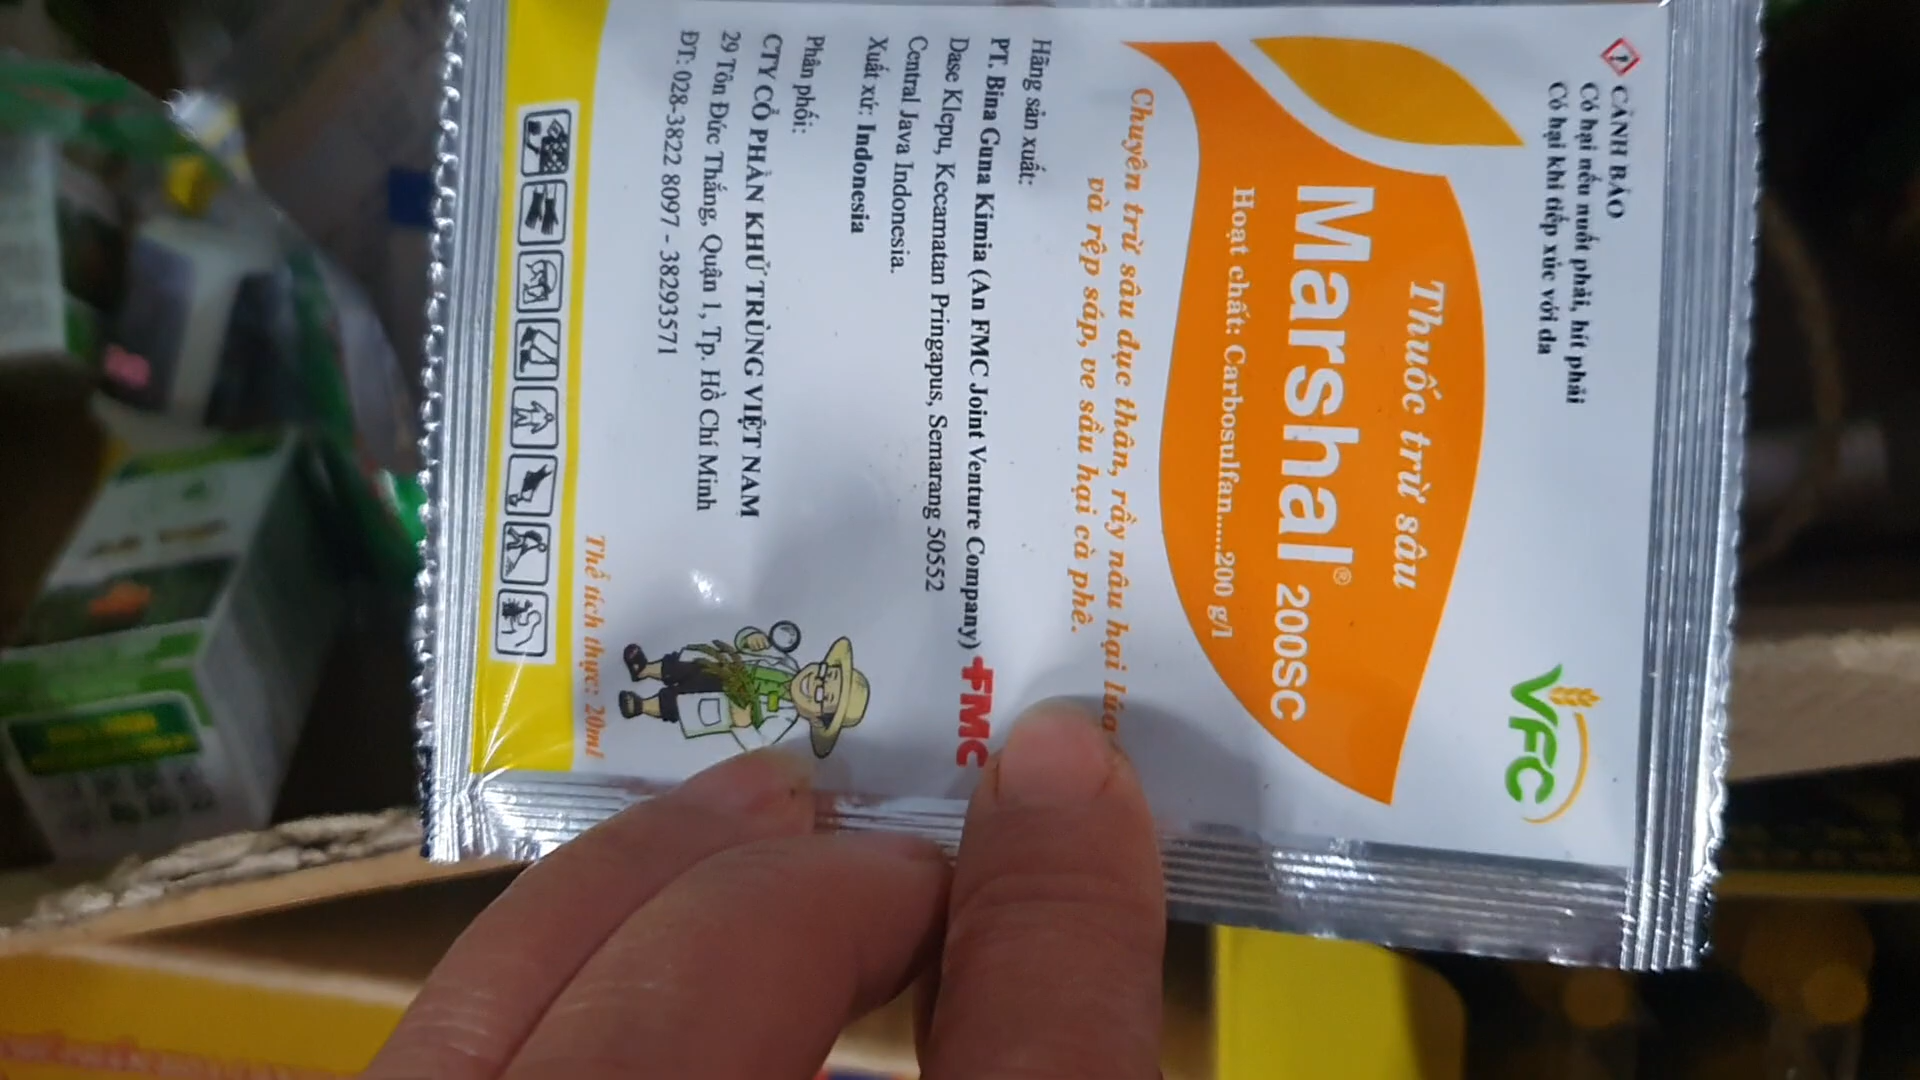 CẢNH BÁO
Có hại nếu nuốt phải, hít phải
Có hại khi tiếp xúc với da
VFC
Thuốc trừ sâu
Marshal® 200SC
Hoạt chất: Carbosulfan.....200 g/l
Chuyên trừ sâu đục thân, rầy nâu hại lúa
và rệp sáp, ve sầu hại cà phê.
Hãng sản xuất:
PT. Bina Guna Kimia (An FMC Joint Venture Company)
FMC
Dase Klepu, Kecamatan Pringapus, Semarang 50552
Central Java Indonesia.
Xuất xứ: Indonesia
Phân phối:
CTY CỔ PHẦN KHỬ TRÙNG VIỆT NAM
29 Tôn Đức Thắng, Quận 1, Tp. Hồ Chí Minh
ĐT: 028-3822 8097 - 38293571
Thể tích thực: 20ml